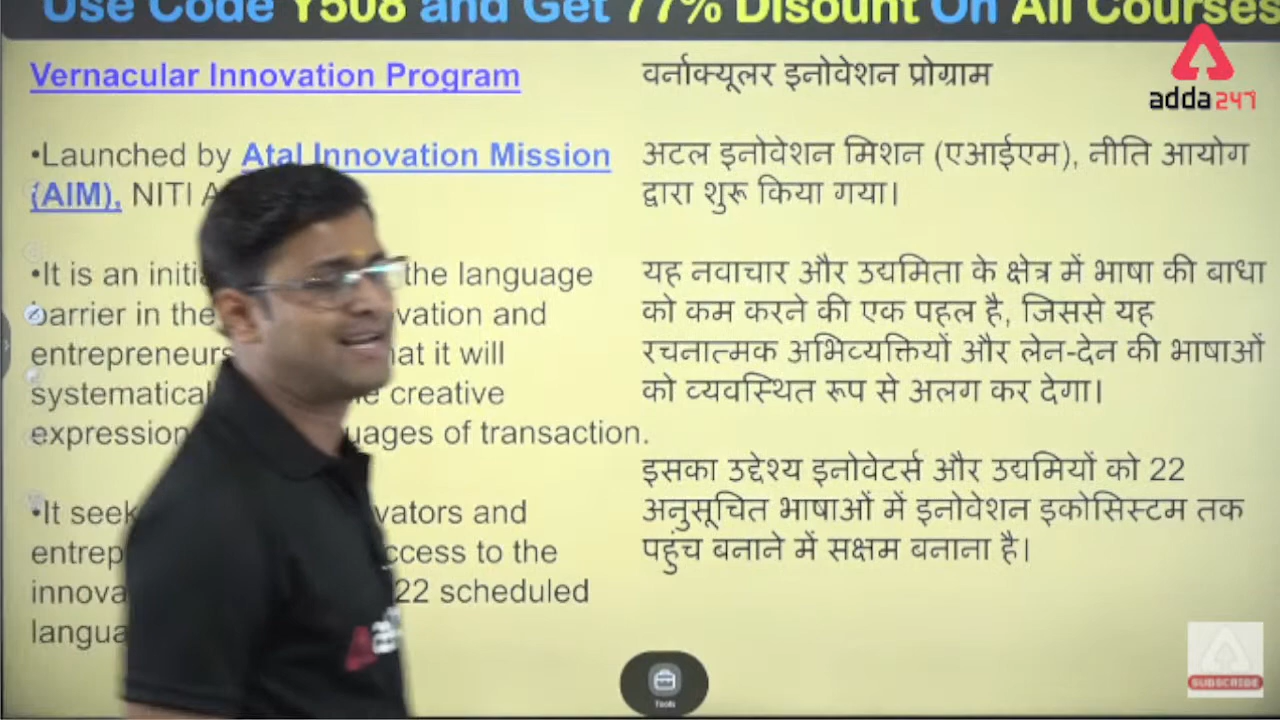 Use Code Y508 and Get 77% Disount On All Courses
adda247
Vernacular Innovation Program
•Launched by Atal Innovation Mission
(AIM), NITI A
•It is an initia the language
barrier in the vation and
entrepreneurs hat it will
systematical creative
expression uages of transaction.
•It seek vators and
entrep ccess to the
innova 22 scheduled
langua
वर्नाक्यूलर इनोवेशन प्रोग्राम
अटल इनोवेशन मिशन (एआईएम), नीति आयोग
द्वारा शुरू किया गया।
यह नवाचार और उद्यमिता के क्षेत्र में भाषा की बाधा
को कम करने की एक पहल है, जिससे यह
रचनात्मक अभिव्यक्तियों और लेन-देन की भाषाओं
को व्यवस्थित रूप से अलग कर देगा।
इसका उद्देश्य इनोवेटर्स और उद्यमियों को 22
अनुसूचित भाषाओं में इनोवेशन इकोसिस्टम तक
पहुंच बनाने में सक्षम बनाना है।
Tools
SUBSCRIBE